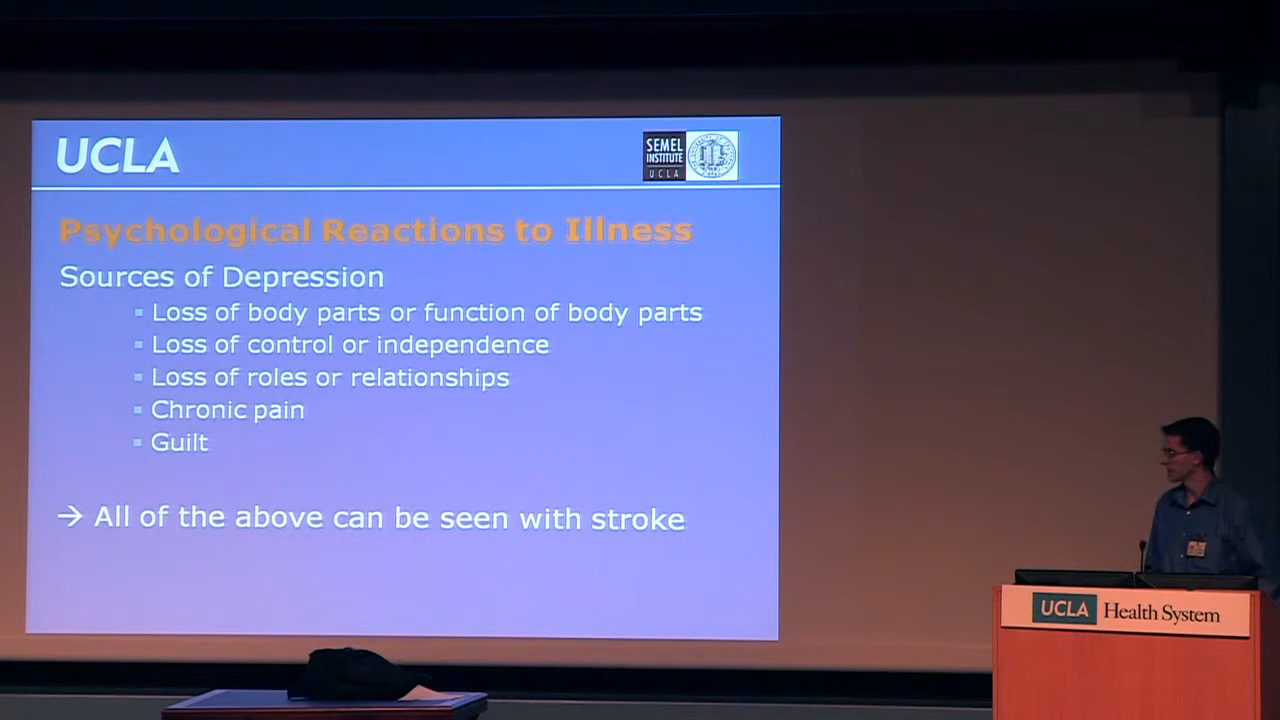 UCLA
SEMEL
INSTITUTE
UCLA
Psychological Reactions to Illness
Sources of Depression
▪ Loss of body parts or function of body parts
▪ Loss of control or independence
▪ Loss of roles or relationships
▪ Chronic pain
▪ Guilt
→ All of the above can be seen with stroke
UCLA Health System